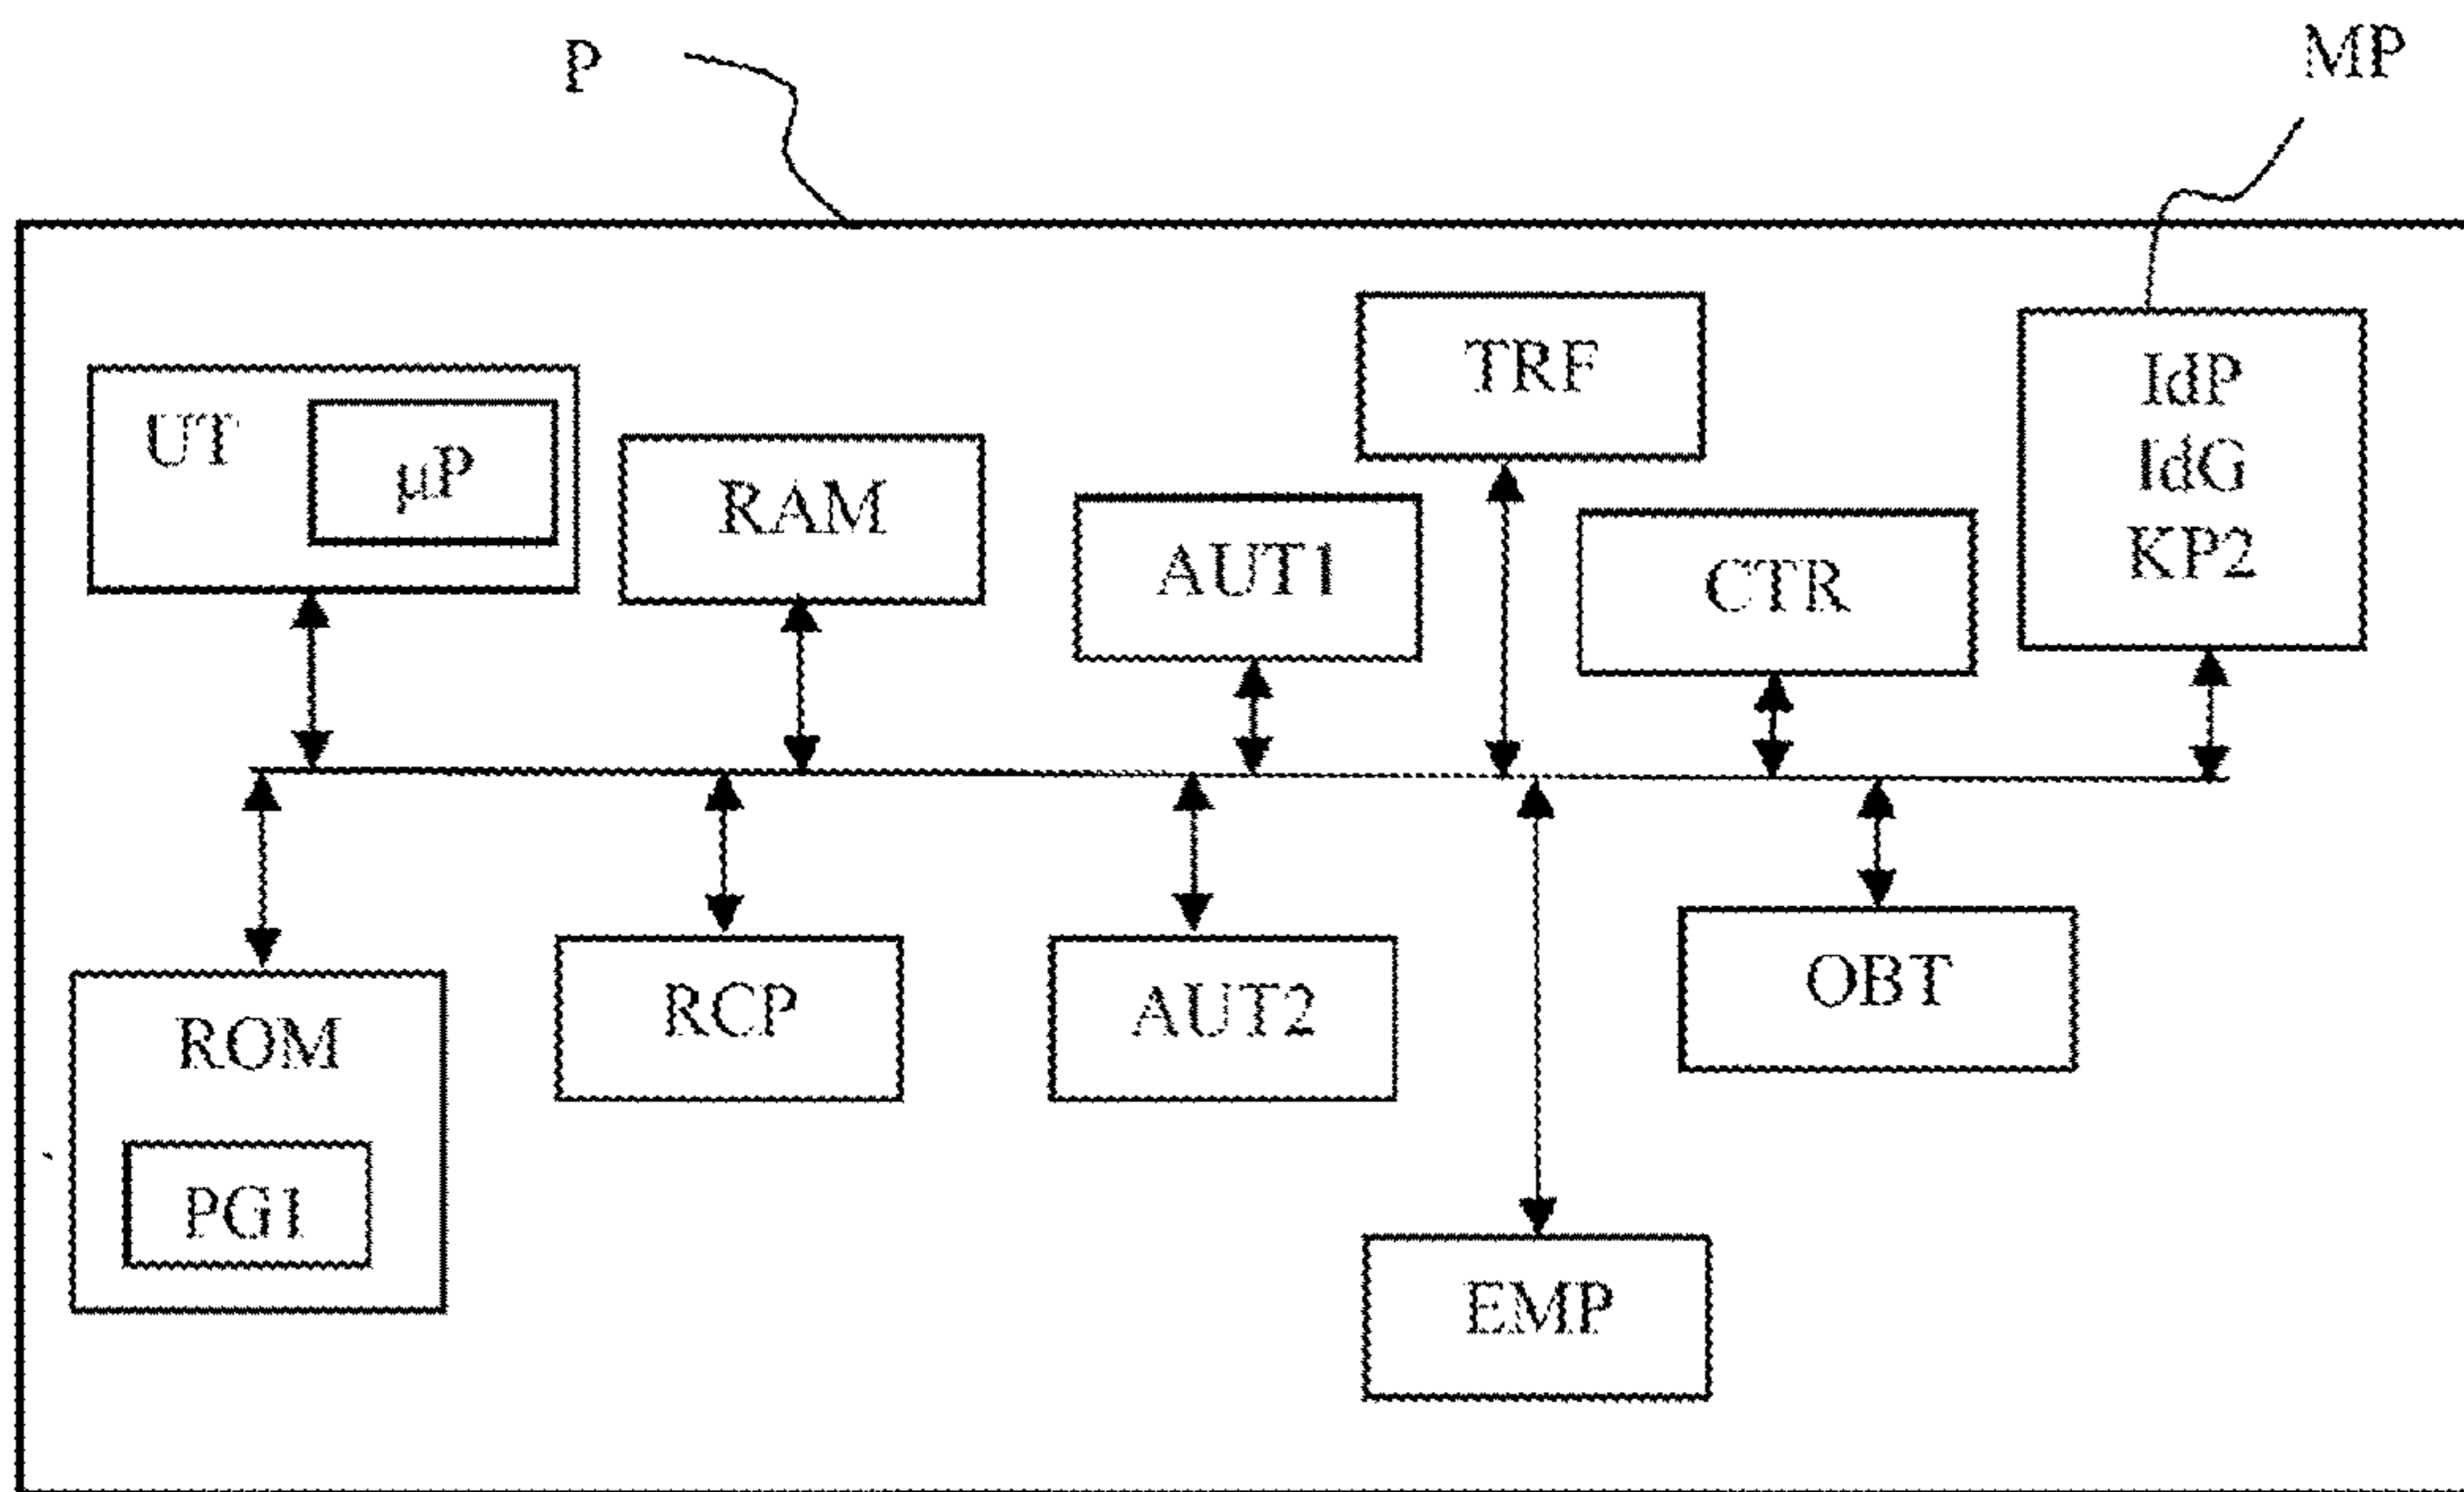 P
MP
TRF
IdP
IdG
KP2
UT
μP
RAM
AUT1
CTR
ROM
PG1
RCP
AUT2
OBT
EMP